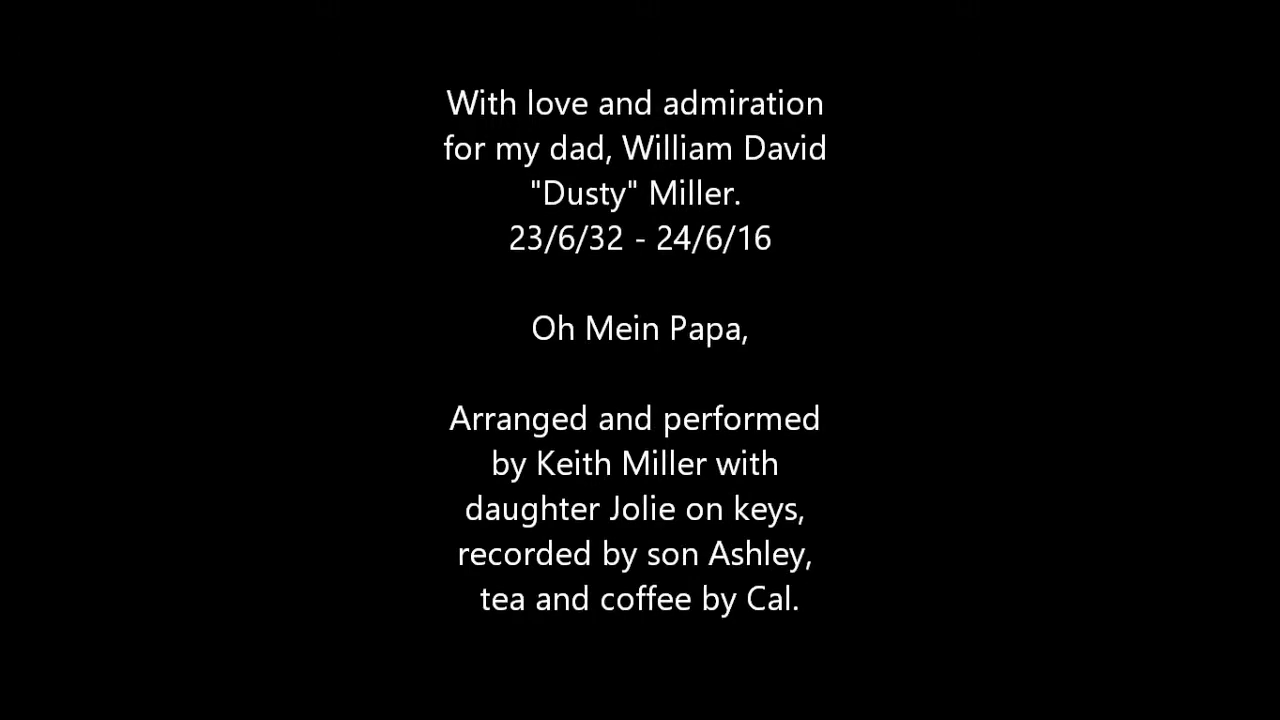 With love and admiration
for my dad, William David
"Dusty" Miller.
23/6/32 - 24/6/16
Oh Mein Papa,
Arranged and performed
by Keith Miller with
daughter Jolie on keys,
recorded by son Ashley,
tea and coffee by Cal.